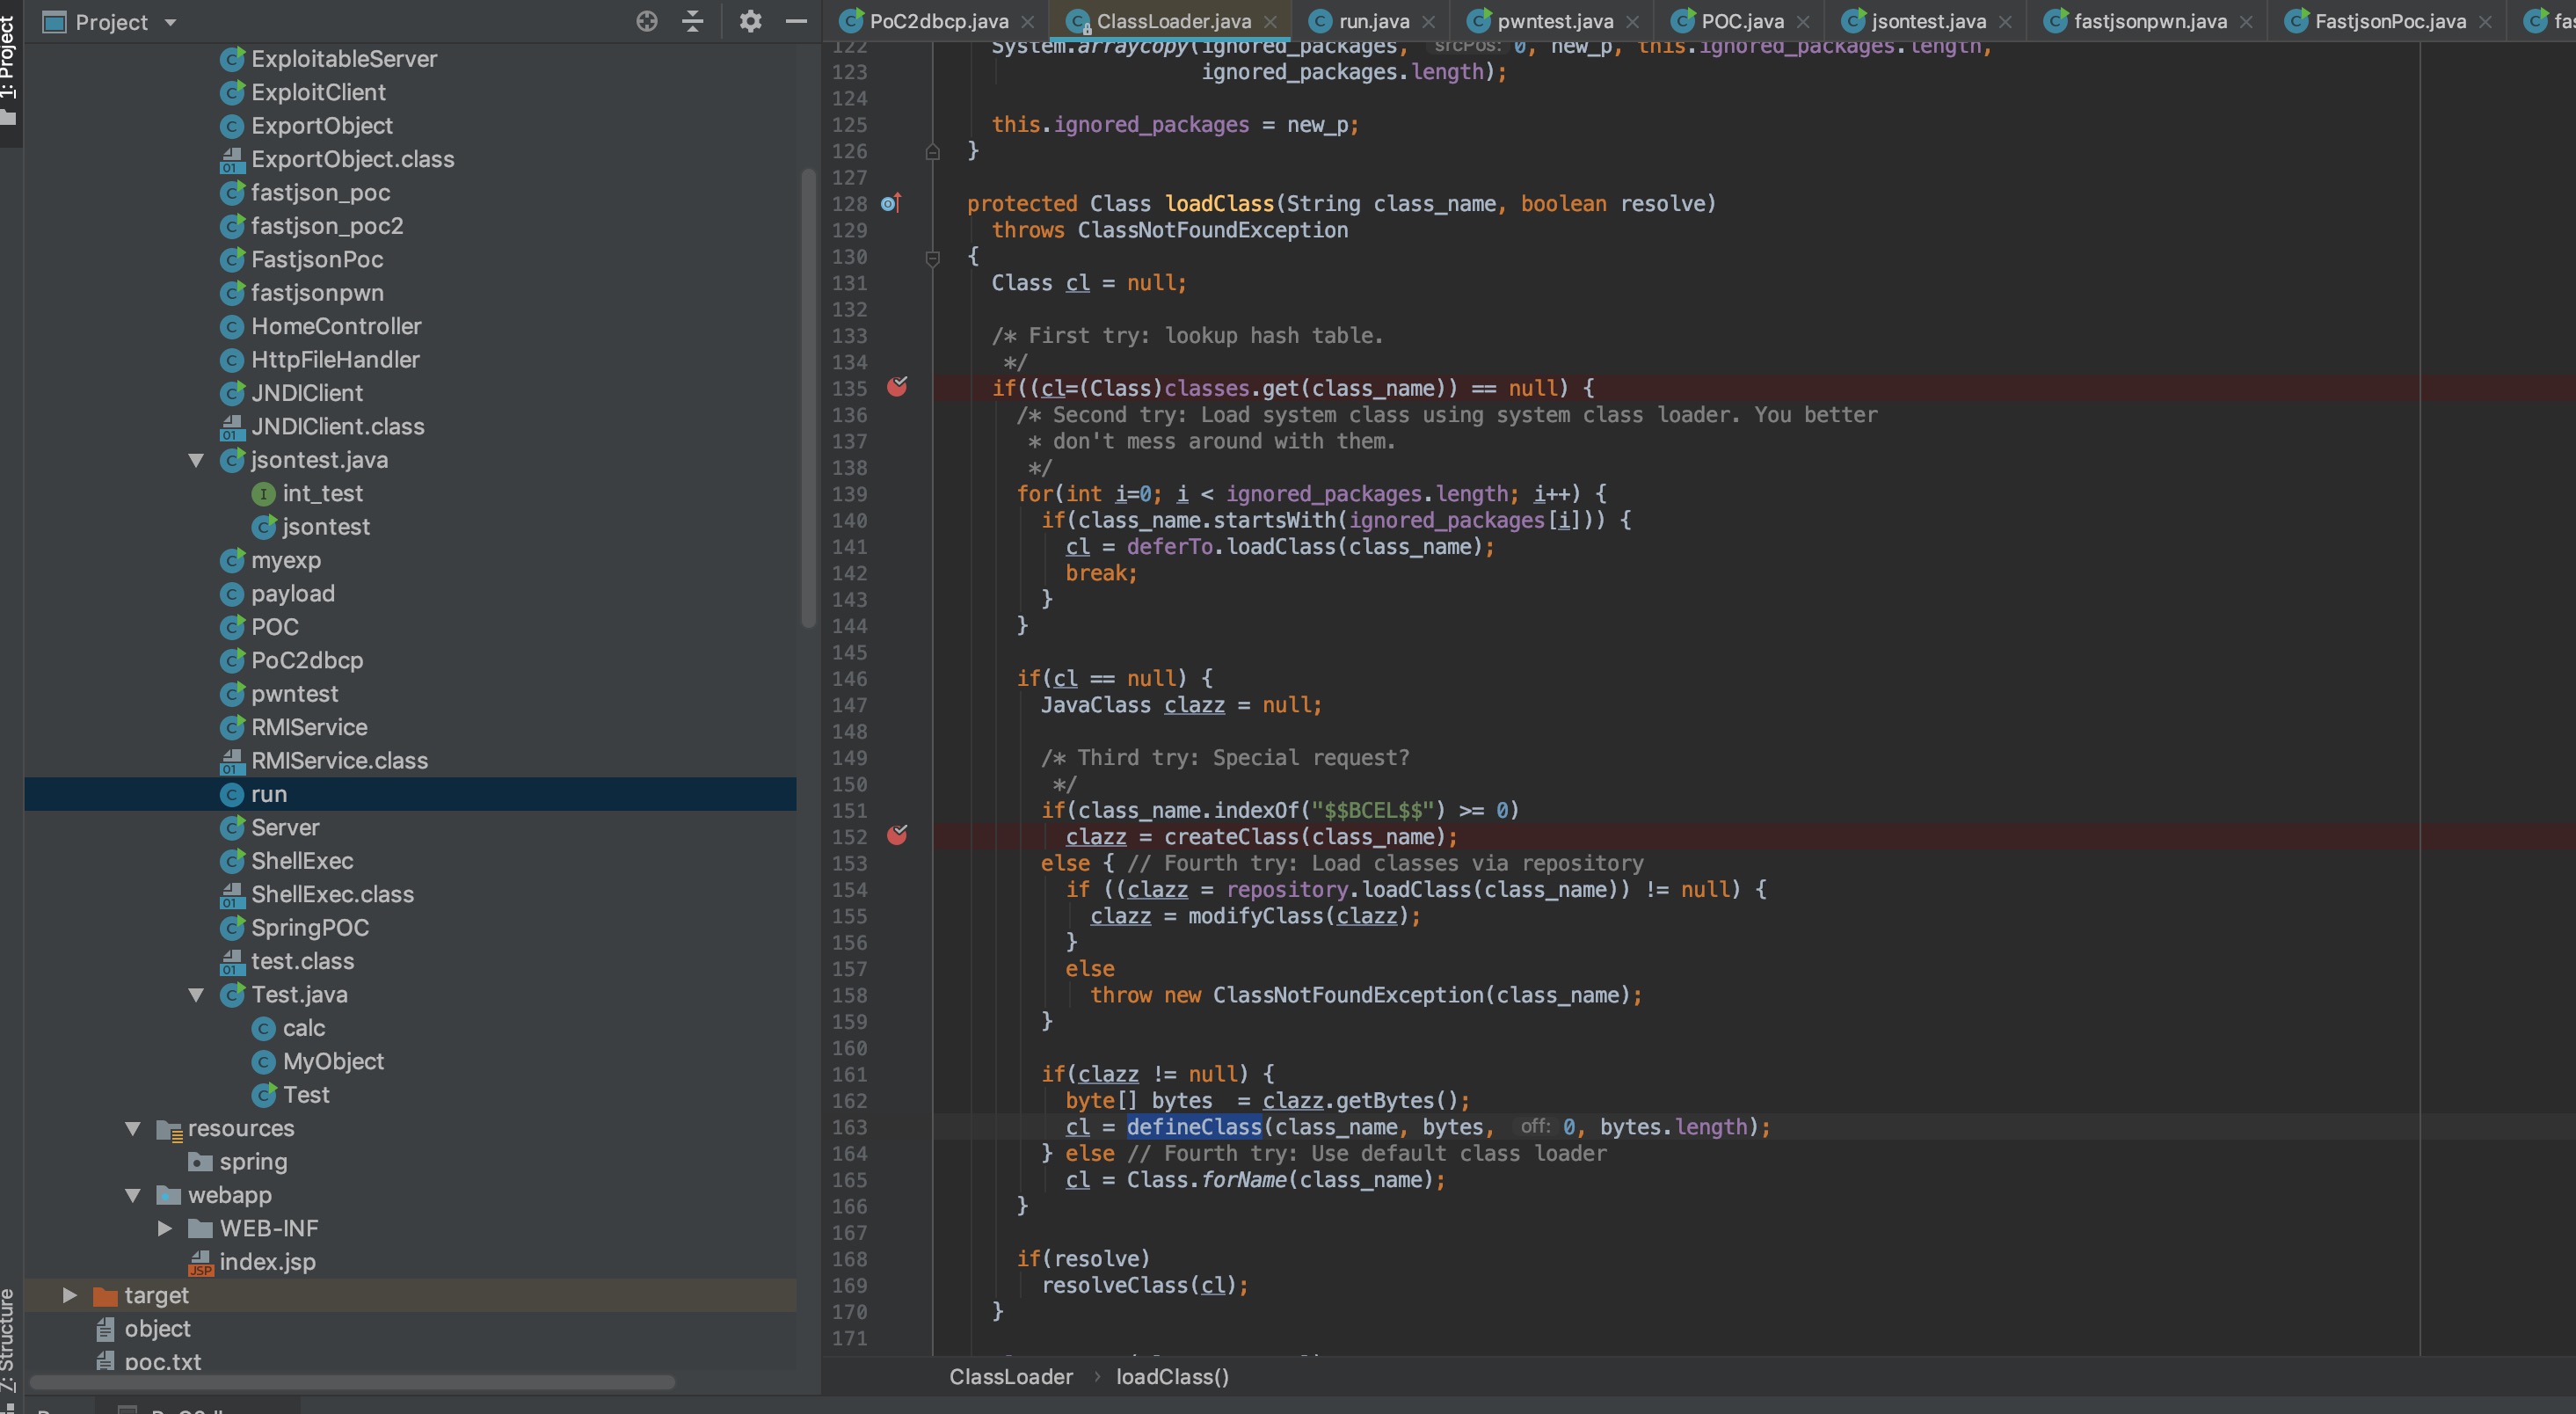 1: Project
Project
ExploitableServer
ExploitClient
ExportObject
ExportObject.class
fastjson_poc
fastjson_poc2
FastjsonPoc
fastjsonpwn
HomeController
HttpFileHandler
JNDIClient
JNDIClient.class
jsontest.java
int_test
jsontest
myexp
payload
POC
PoC2dbcp
pwntest
RMIService
RMIService.class
run
Server
ShellExec
ShellExec.class
SpringPOC
test.class
Test.java
calc
MyObject
Test
resources
spring
webapp
WEB-INF
index.jsp
target
object
poc.txt
Z: Structure
PoC2dbcp.java ClassLoader.java run.java pwntest.java POC.java jsontest.java fastjsonpwn.java FastjsonPoc.java
122 System.arraycopy(ignored_packages, srcPos: 0, new_p, this.ignored_packages.length,
123 ignored_packages.length);
124
125 this.ignored_packages = new_p;
126 }
127
128 protected Class loadClass(String class_name, boolean resolve)
129 throws ClassNotFoundException
130 {
131 Class cl = null;
132
133 /* First try: lookup hash table.
134 */
135 if((cl=(Class)classes.get(class_name)) == null) {
136 /* Second try: Load system class using system class loader. You better
137 * don't mess around with them.
138 */
139 for(int i=0; i < ignored_packages.length; i++) {
140 if(class_name.startsWith(ignored_packages[i])) {
141 cl = deferTo.loadClass(class_name);
142 break;
143 }
144 }
145
146 if(cl == null) {
147 JavaClass clazz = null;
148
149 /* Third try: Special request?
150 */
151 if(class_name.indexOf("$$BCEL$$") >= 0)
152 clazz = createClass(class_name);
153 else { // Fourth try: Load classes via repository
154 if ((clazz = repository.loadClass(class_name)) != null) {
155 clazz = modifyClass(clazz);
156 }
157 else
158 throw new ClassNotFoundException(class_name);
159 }
160
161 if(clazz != null) {
162 byte[] bytes = clazz.getBytes();
163 cl = defineClass(class_name, bytes, off: 0, bytes.length);
164 } else // Fourth try: Use default class loader
165 cl = Class.forName(class_name);
166 }
167
168 if(resolve)
169 resolveClass(cl);
170 }
171
ClassLoader › loadClass()